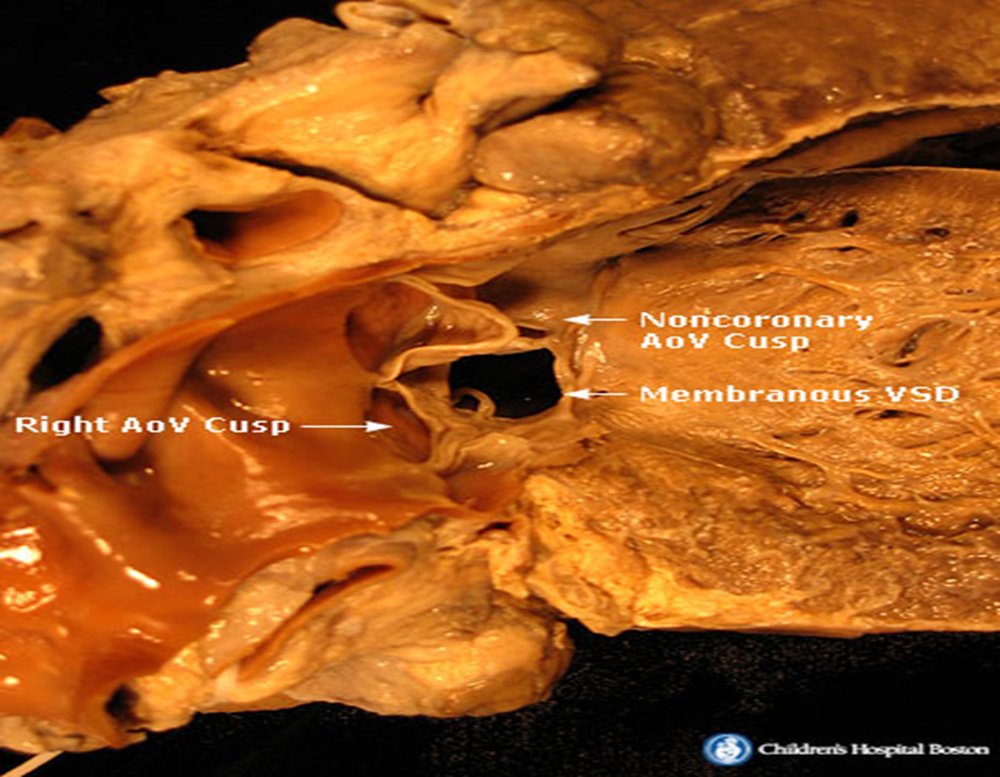 Noncoronary
AoV Cusp
Membranous VSD
Right AoV Cusp
Children's Hospital Boston